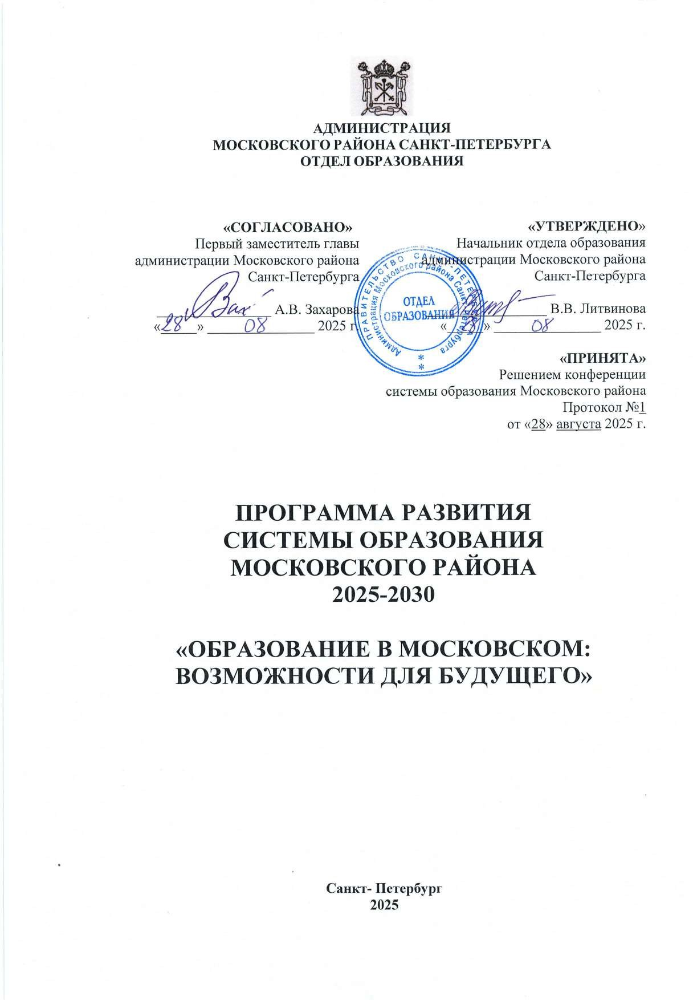 АДМИНИСТРАЦИЯ
МОСКОВСКОГО РАЙОНА САНКТ-ПЕТЕРБУРГА
ОТДЕЛ ОБРАЗОВАНИЯ
«СОГЛАСОВАНО»
Первый заместитель главы
администрации Московского района
Санкт-Петербурга
А.В. Захарова
«28» 08 2025 г.
«УТВЕРЖДЕНО»
Начальник отдела образования
администрации Московского района
Санкт-Петербурга
В.В. Литвинова
«28» 08 2025 г.
ПРАВИТЕЛЬСТВО САНКТ-ПЕТЕРБУРГА
Администрация Московского района Санкт-Петербурга
ОТДЕЛ
ОБРАЗОВАНИЯ
«ПРИНЯТА»
Решением конференции
системы образования Московского района
Протокол №1
от «28» августа 2025 г.
ПРОГРАММА РАЗВИТИЯ
СИСТЕМЫ ОБРАЗОВАНИЯ
МОСКОВСКОГО РАЙОНА
2025-2030
«ОБРАЗОВАНИЕ В МОСКОВСКОМ:
ВОЗМОЖНОСТИ ДЛЯ БУДУЩЕГО»
Санкт- Петербург
2025